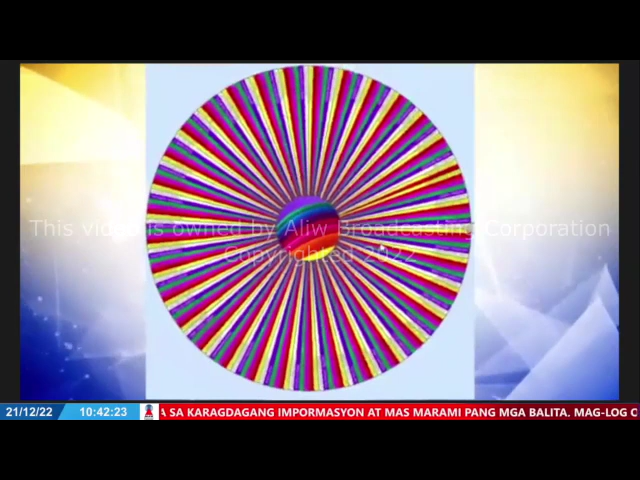 This video is owned by Aliw Broadcasting Corporation
Copyrighted 2022
21/12/22
10:42:23
A SA KARAGDAGANG IMPORMASYON AT MAS MARAMI PANG MGA BALITA. MAG-LOG